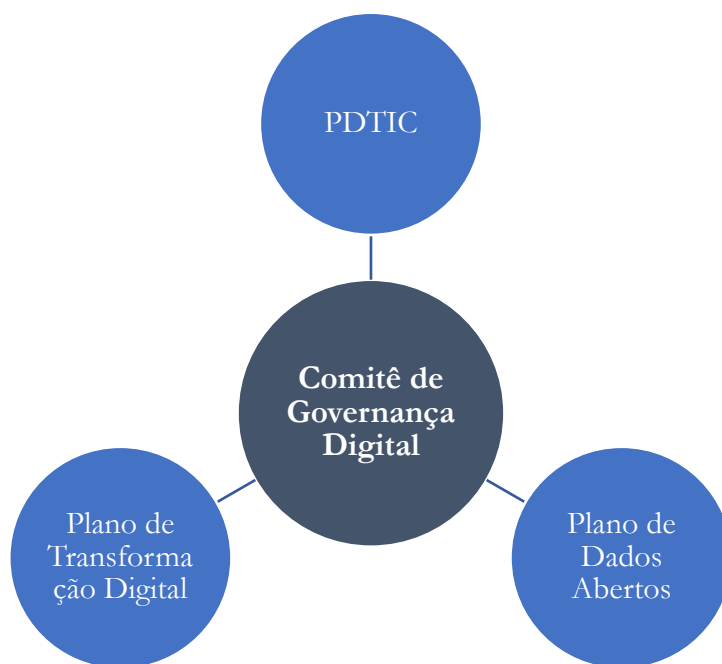 PDTIC
Comitê de
Governança
Digital
Plano de
Transforma
ção Digital
Plano de
Dados
Abertos